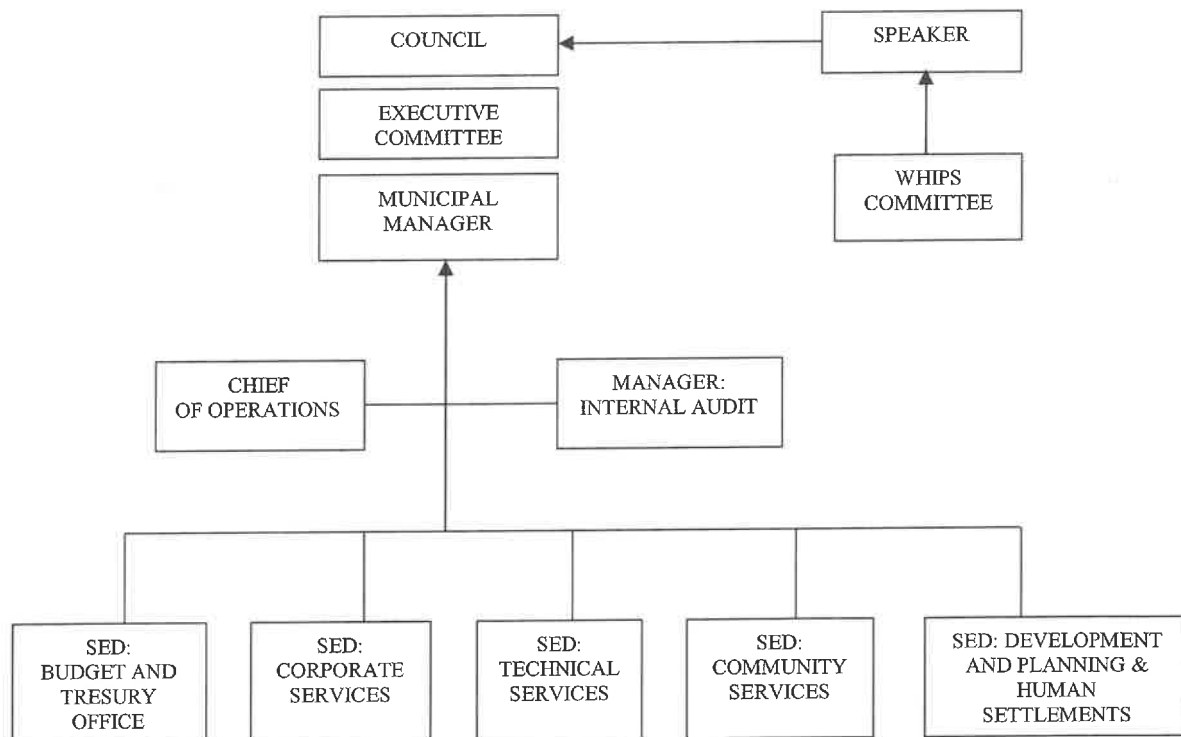 COUNCIL
SPEAKER
EXECUTIVE
COMMITTEE
WHIPS
COMMITTEE
MUNICIPAL
MANAGER
CHIEF
OF OPERATIONS
MANAGER:
INTERNAL AUDIT
SED:
BUDGET AND
TRESURY
OFFICE
SED:
CORPORATE
SERVICES
SED:
TECHNICAL
SERVICES
SED:
COMMUNITY
SERVICES
SED: DEVELOPMENT
AND PLANNING &
HUMAN
SETTLEMENTS